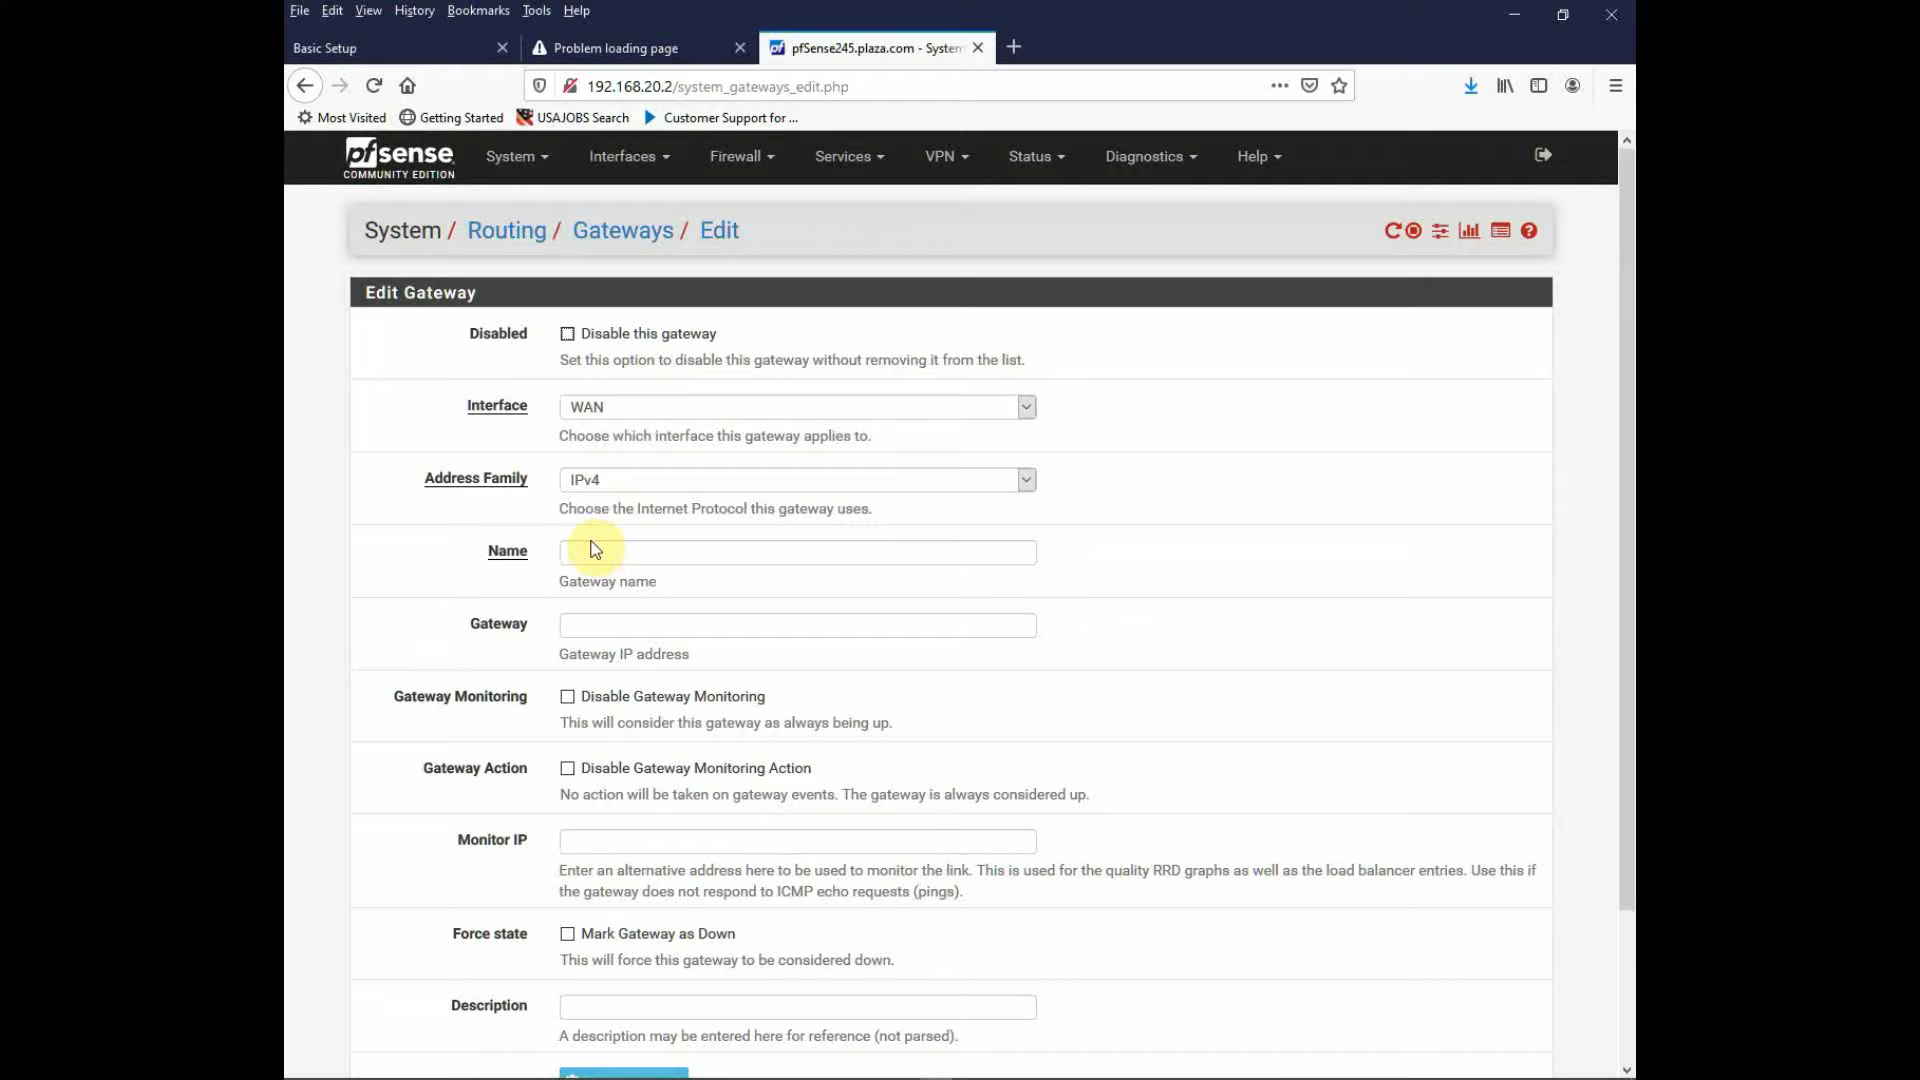 File Edit View History Bookmarks Tools Help
Basic Setup
Problem loading page
pfSense245.plaza.com - System
192.168.20.2/system_gateways_edit.php
Most Visited
Getting Started
USAJOBS Search
Customer Support for ...
pfsense
COMMUNITY EDITION
System Interfaces Firewall Services VPN Status Diagnostics Help
System / Routing / Gateways / Edit
Edit Gateway
Disabled
Disable this gateway
Set this option to disable this gateway without removing it from the list.
Interface
WAN
Choose which interface this gateway applies to.
Address Family
IPv4
Choose the Internet Protocol this gateway uses.
Name
Gateway name
Gateway
Gateway IP address
Gateway Monitoring
Disable Gateway Monitoring
This will consider this gateway as always being up.
Gateway Action
Disable Gateway Monitoring Action
No action will be taken on gateway events. The gateway is always considered up.
Monitor IP
Enter an alternative address here to be used to monitor the link. This is used for the quality RRD graphs as well as the load balancer entries. Use this if
the gateway does not respond to ICMP echo requests (pings).
Force state
Mark Gateway as Down
This will force this gateway to be considered down.
Description
A description may be entered here for reference (not parsed).